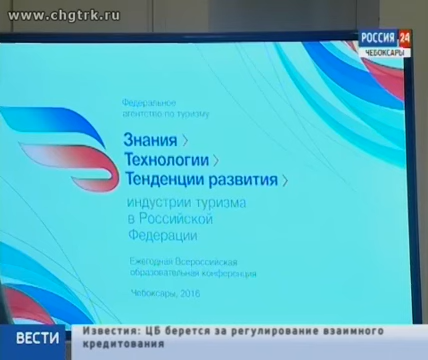 www.chgtrk.ru
РОССИЯ 24
ЧЕБОКСАРЫ
Федеральное
агентство по туризму
Знания
Технологии
Тенденции развития
индустрии туризма
в Российской
Федерации
Ежегодная Всероссийская
образовательная конференция
Чебоксары, 2016
ВЕСТИ
Известия: ЦБ берется за регулирование взаимного
кредитования